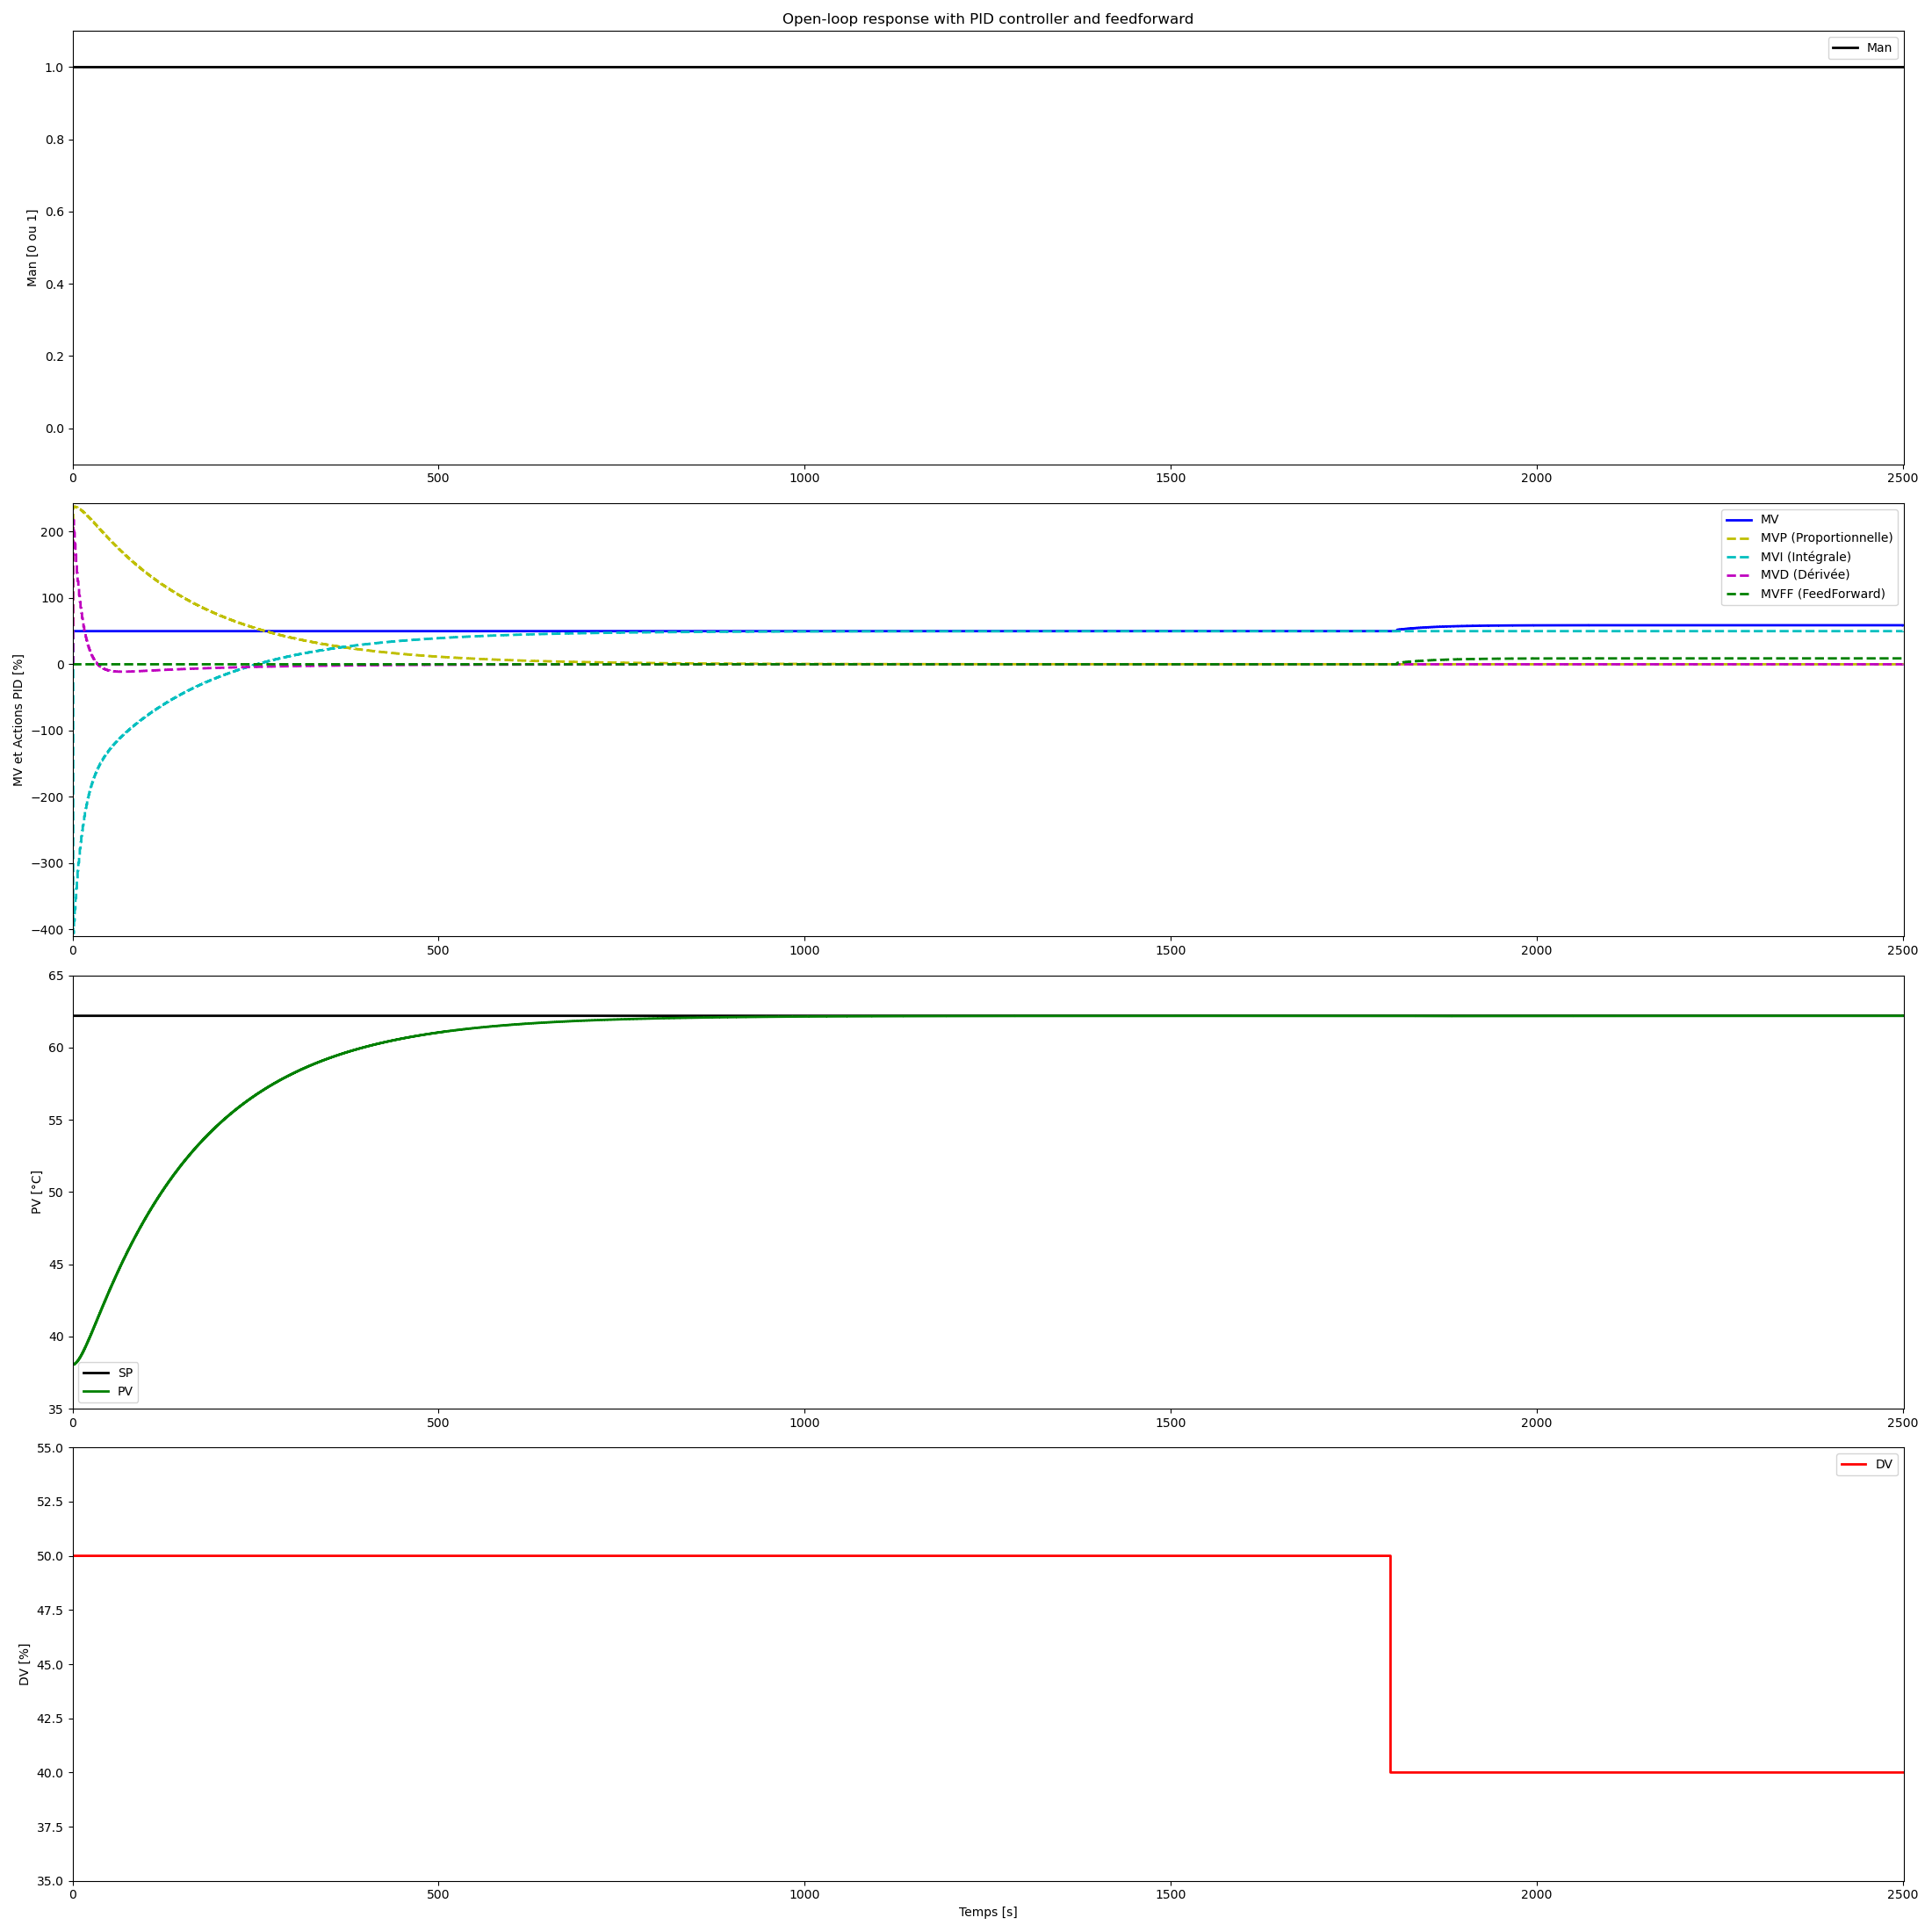 Open-loop response with PID controller and feedforward
Man
1.0
0.8
0.6
0.4
0.2
0.0
Man [0 ou 1]
0 500 1000 1500 2000 2500
MV
MVP (Proportionnelle)
MVI (Intégrale)
MVD (Dérivée)
MVFF (FeedForward)
200
100
0
−100
−200
−300
−400
MV et Actions PID [%]
0 500 1000 1500 2000 2500
65
60
55
50
45
40
35
PV [°C]
SP
PV
0 500 1000 1500 2000 2500
DV
55.0
52.5
50.0
47.5
45.0
42.5
40.0
37.5
35.0
DV [%]
0 500 1000 1500 2000 2500
Temps [s]